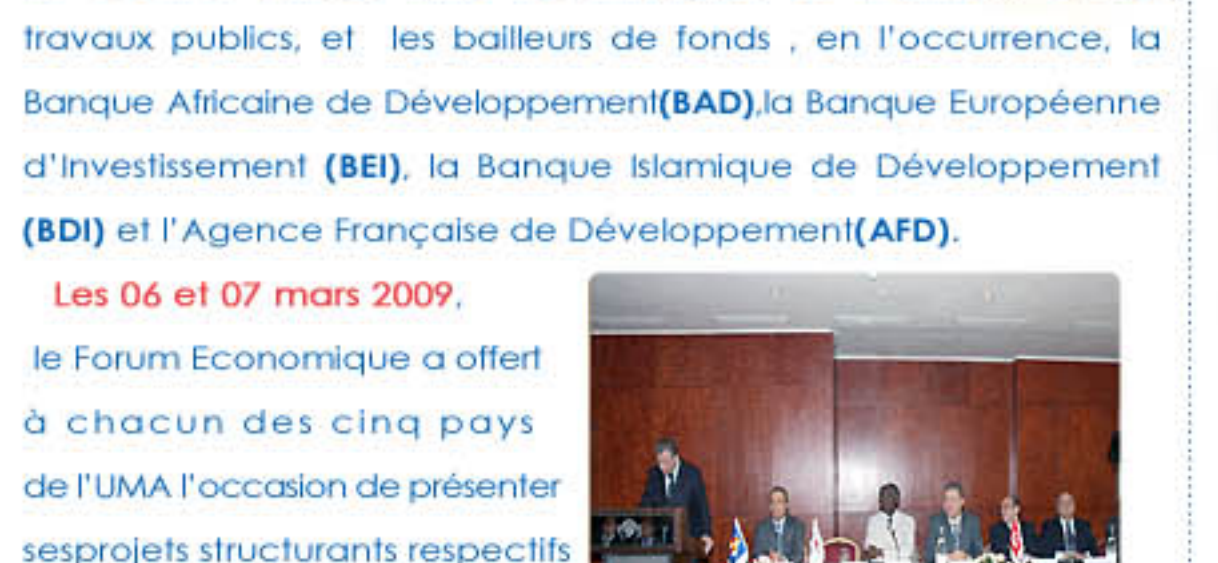 travaux publics, et les bailleurs de fonds , en l'occurrence, la
Banque Africaine de Développement(BAD),la Banque Européenne
d'Investissement (BEI), la Banque Islamique de Développement
(BDI) et l'Agence Française de Développement(AFD).
Les 06 et 07 mars 2009,
le Forum Economique a offert
à chacun des cinq pays
de l'UMA l'occasion de présenter
sesprojets structurants respectifs